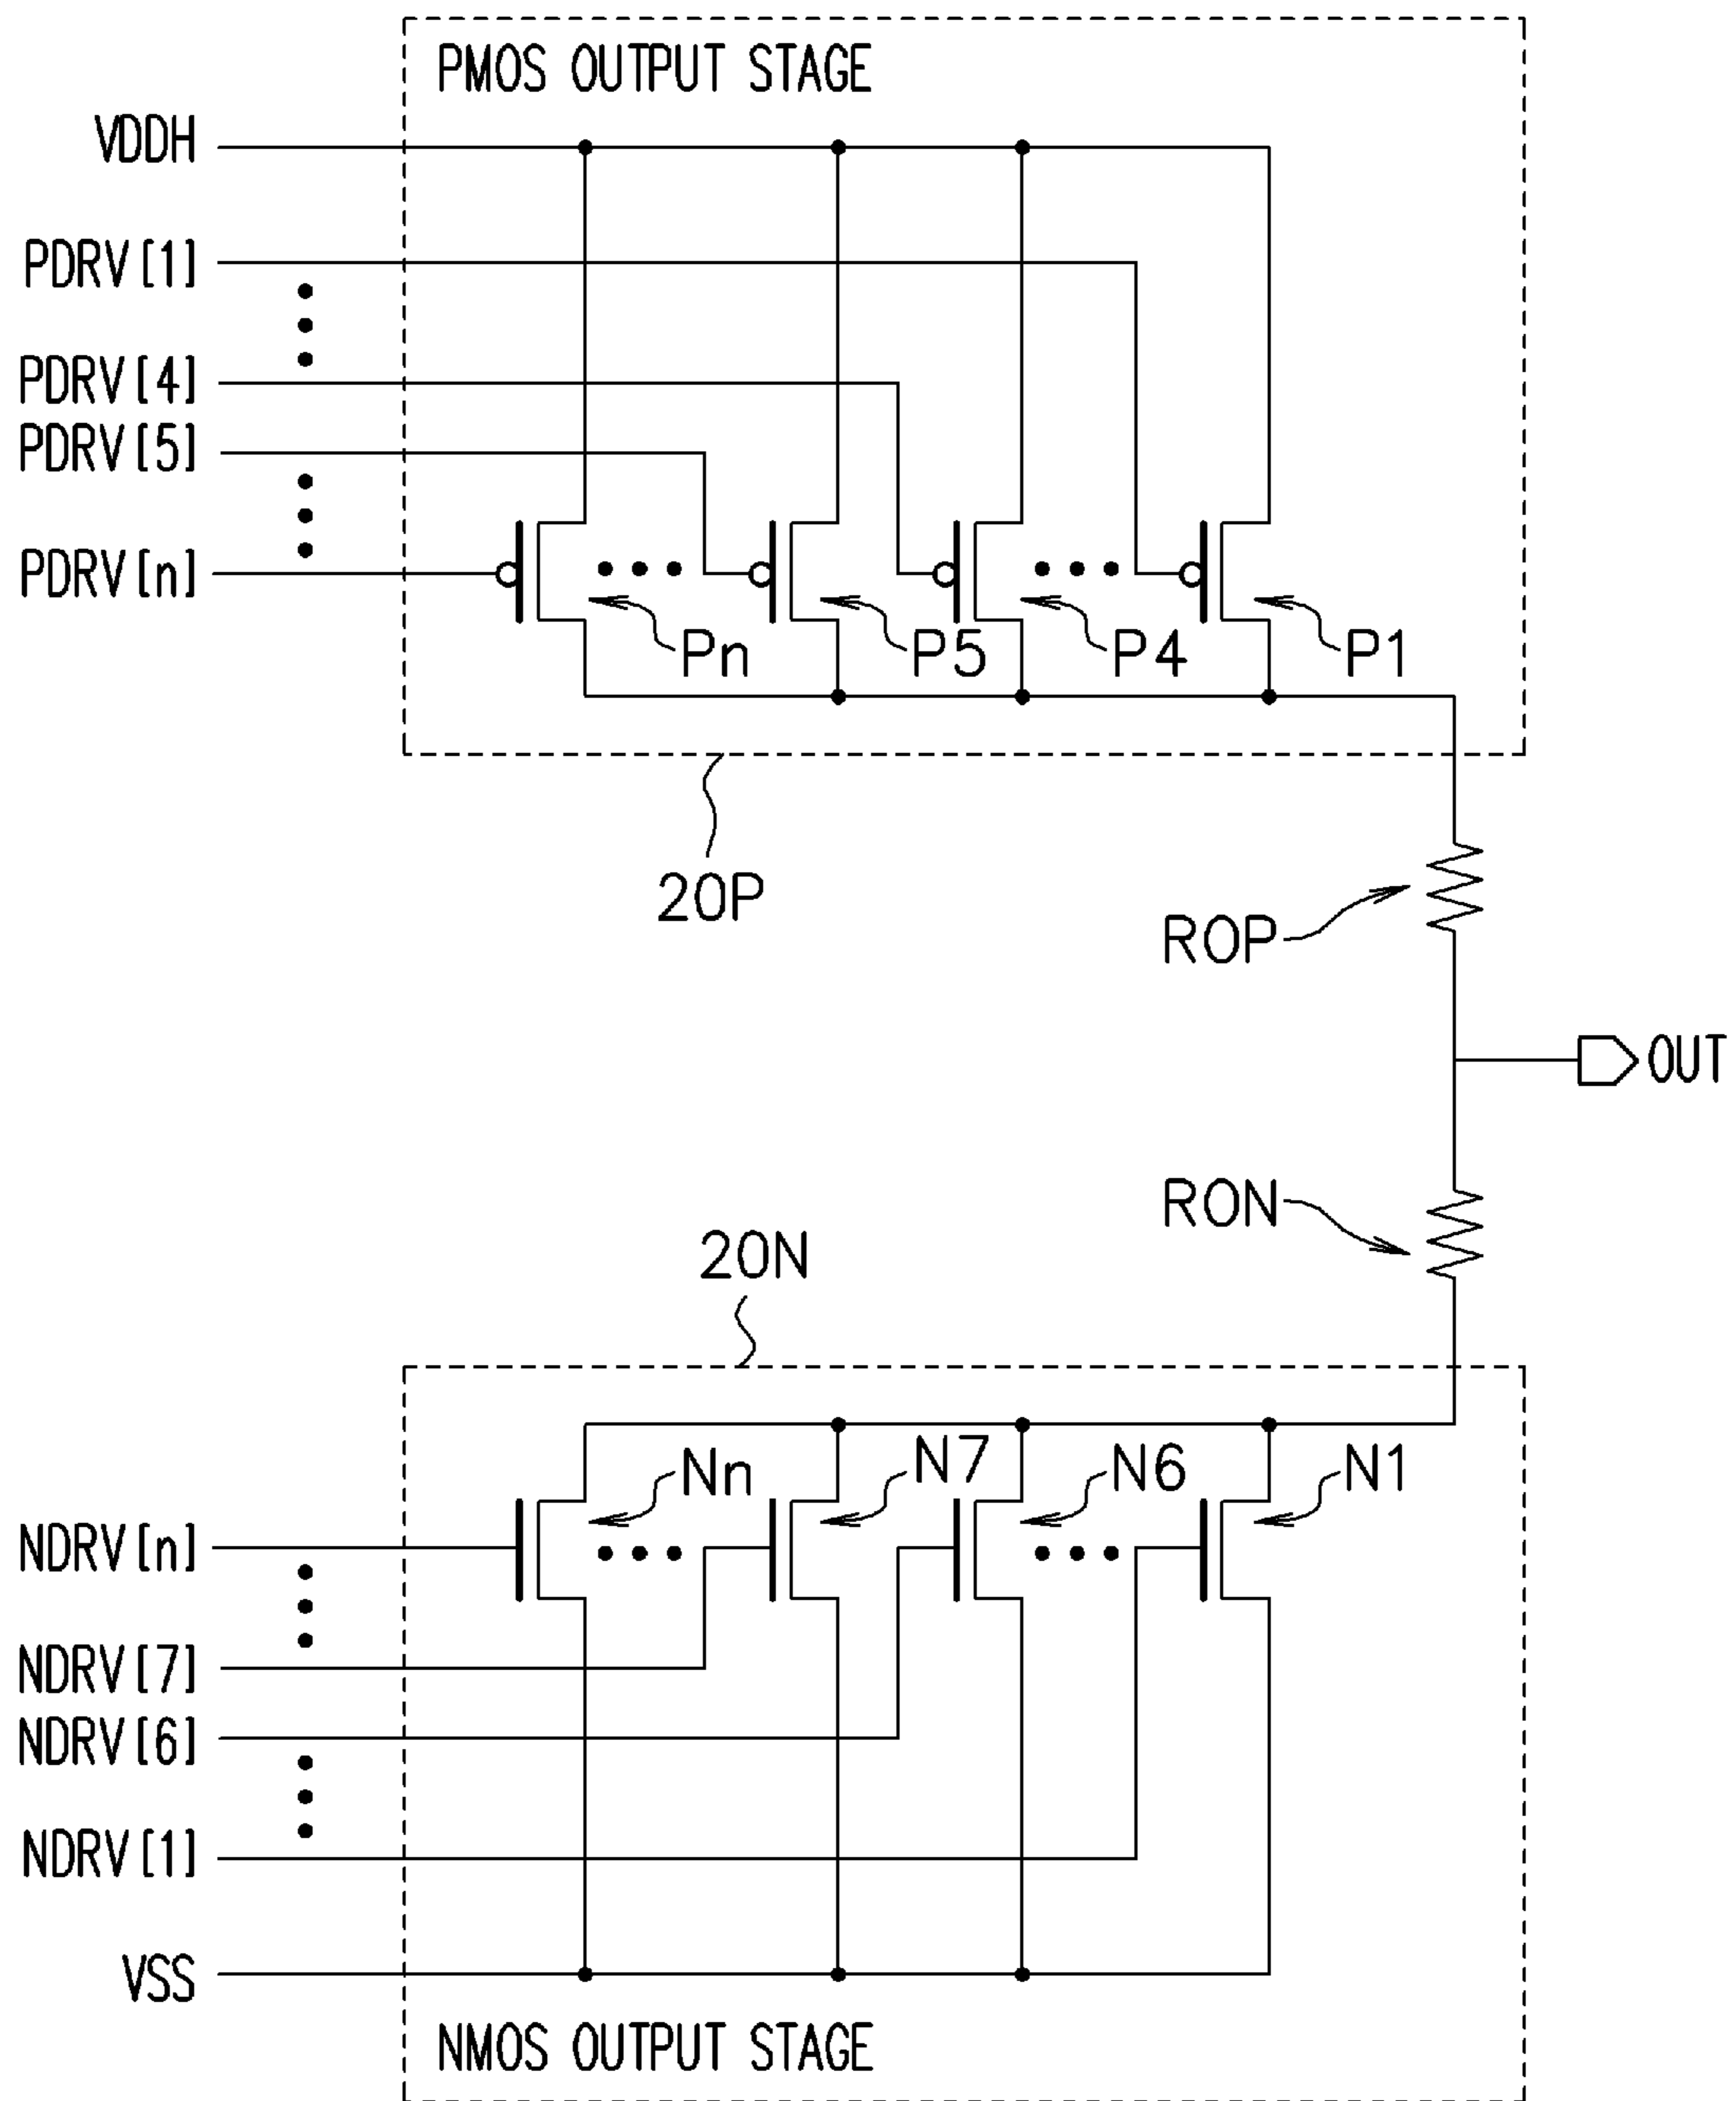 PMOS OUTPUT STAGE
VDDH
PDRV[1]
PDRV[4]
PDRV[5]
PDRV[n]
Pn P5 P4 P1
20P
ROP
OUT
RON
20N
Nn N7 N6 N1
NDRV[n]
NDRV[7]
NDRV[6]
NDRV[1]
VSS
NMOS OUTPUT STAGE